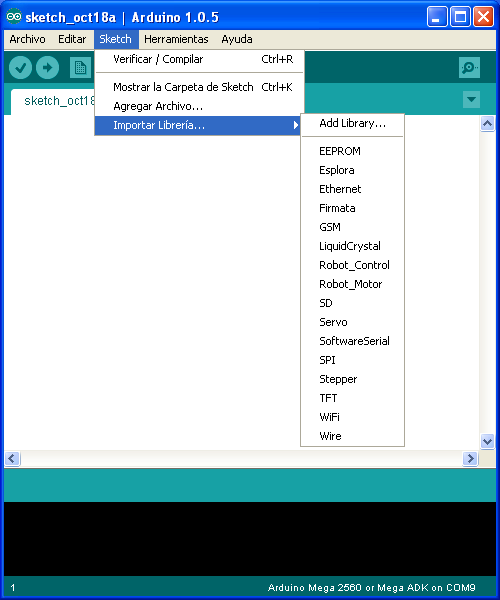 sketch_oct18a | Arduino 1.0.5
Archivo Editar Sketch Herramientas Ayuda
Verificar / Compilar Ctrl+R
Mostrar la Carpeta de Sketch Ctrl+K
sketch_oct18
Agregar Archivo...
Importar Librería...
Add Library...
EEPROM
Esplora
Ethernet
Firmata
GSM
LiquidCrystal
Robot_Control
Robot_Motor
SD
Servo
SoftwareSerial
SPI
Stepper
TFT
WiFi
Wire
1 Arduino Mega 2560 or Mega ADK on COM9